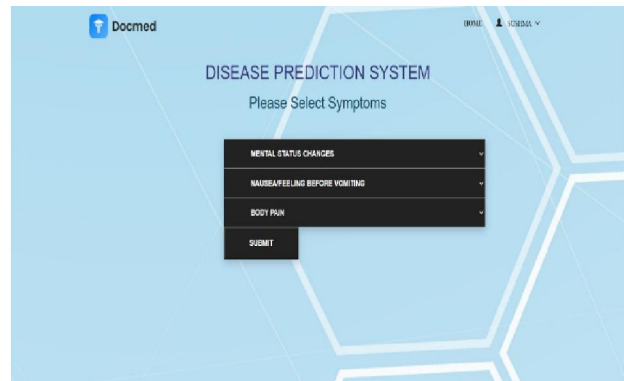 Docmed
HOME SUSHMA
DISEASE PREDICTION SYSTEM
Please Select Symptoms
MENTAL STATUS CHANGES
NAUSEA/FEELING BEFORE VOMITING
BODY PAIN
SUBMIT